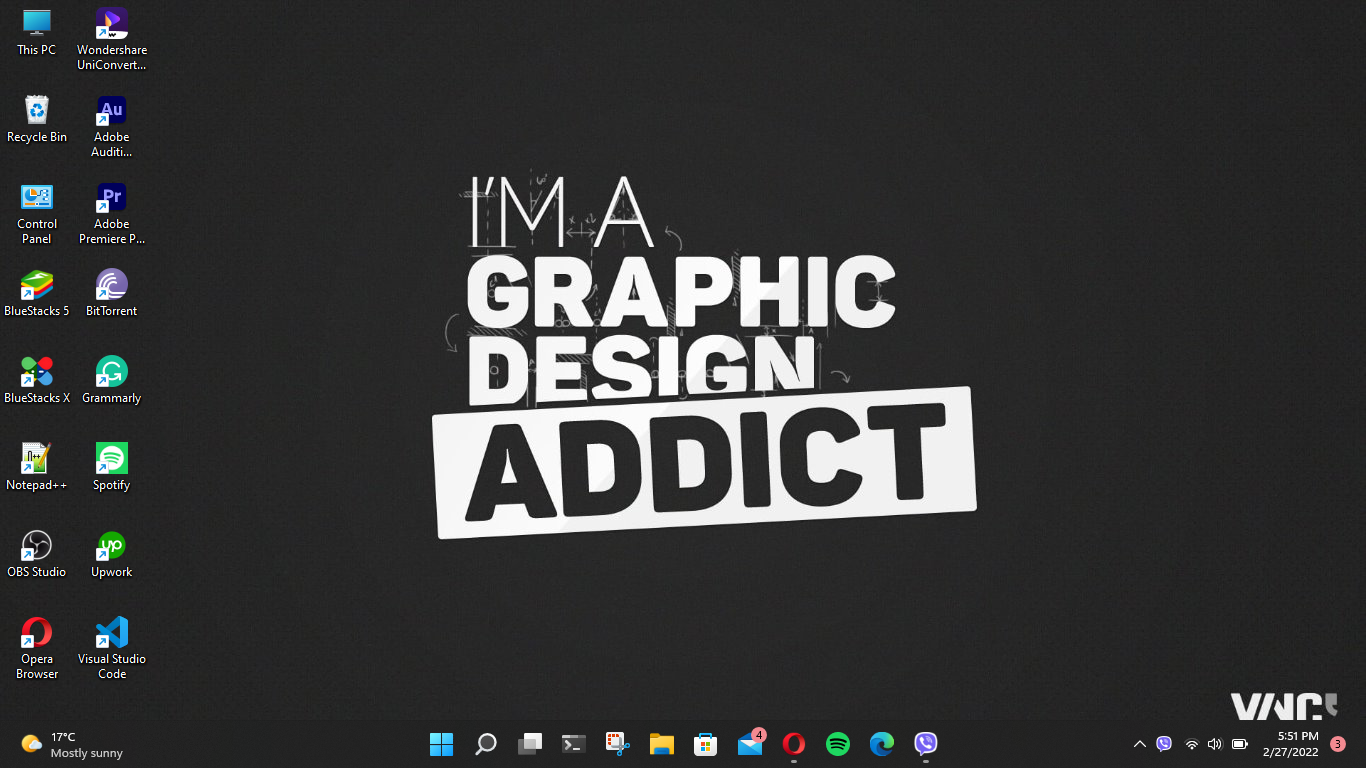 This PC
Wondershare
UniConvert...
Recycle Bin
Adobe
Auditi...
Control
Panel
Adobe
Premiere P...
BlueStacks 5
BitTorrent
BlueStacks X
Grammarly
Notepad++
Spotify
OBS Studio
Upwork
Opera
Browser
Visual Studio
Code
Au
Pr
up
I'M A
GRAPHIC
DESIGN
ADDICT
17°C
Mostly sunny
4
5:51 PM
2/27/2022
3